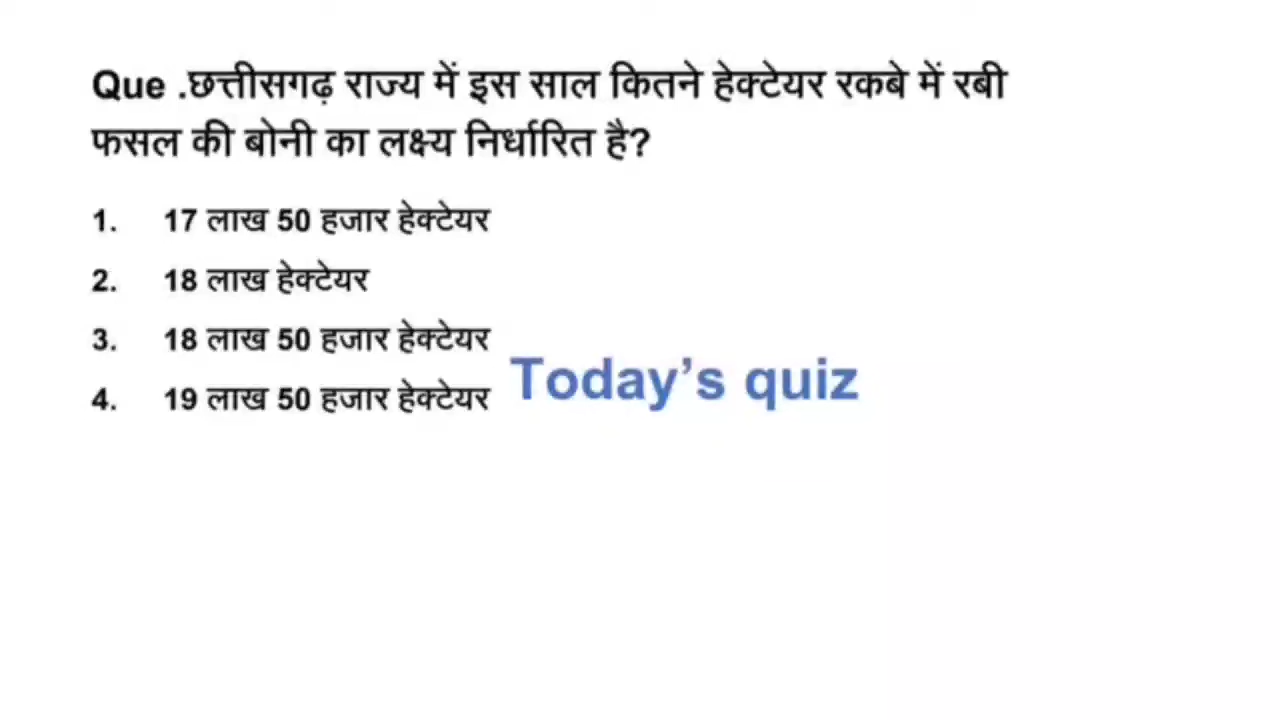 Que .छत्तीसगढ़ राज्य में इस साल कितने हेक्टेयर रकबे में रबी
फसल की बोनी का लक्ष्य निर्धारित है?
1. 17 लाख 50 हजार हेक्टेयर
2. 18 लाख हेक्टेयर
3. 18 लाख 50 हजार हेक्टेयर
4. 19 लाख 50 हजार हेक्टेयर
Today’s quiz